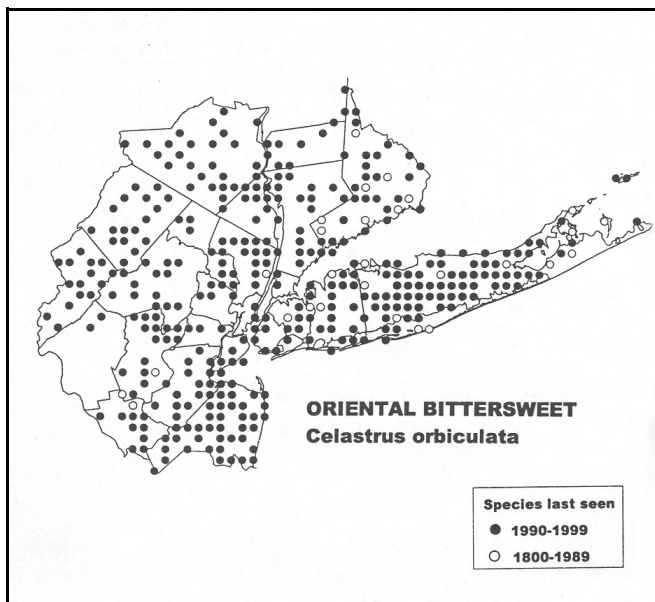 ORIENTAL BITTERSWEET
Celastrus orbiculata
Species last seen
1990-1999
1800-1989